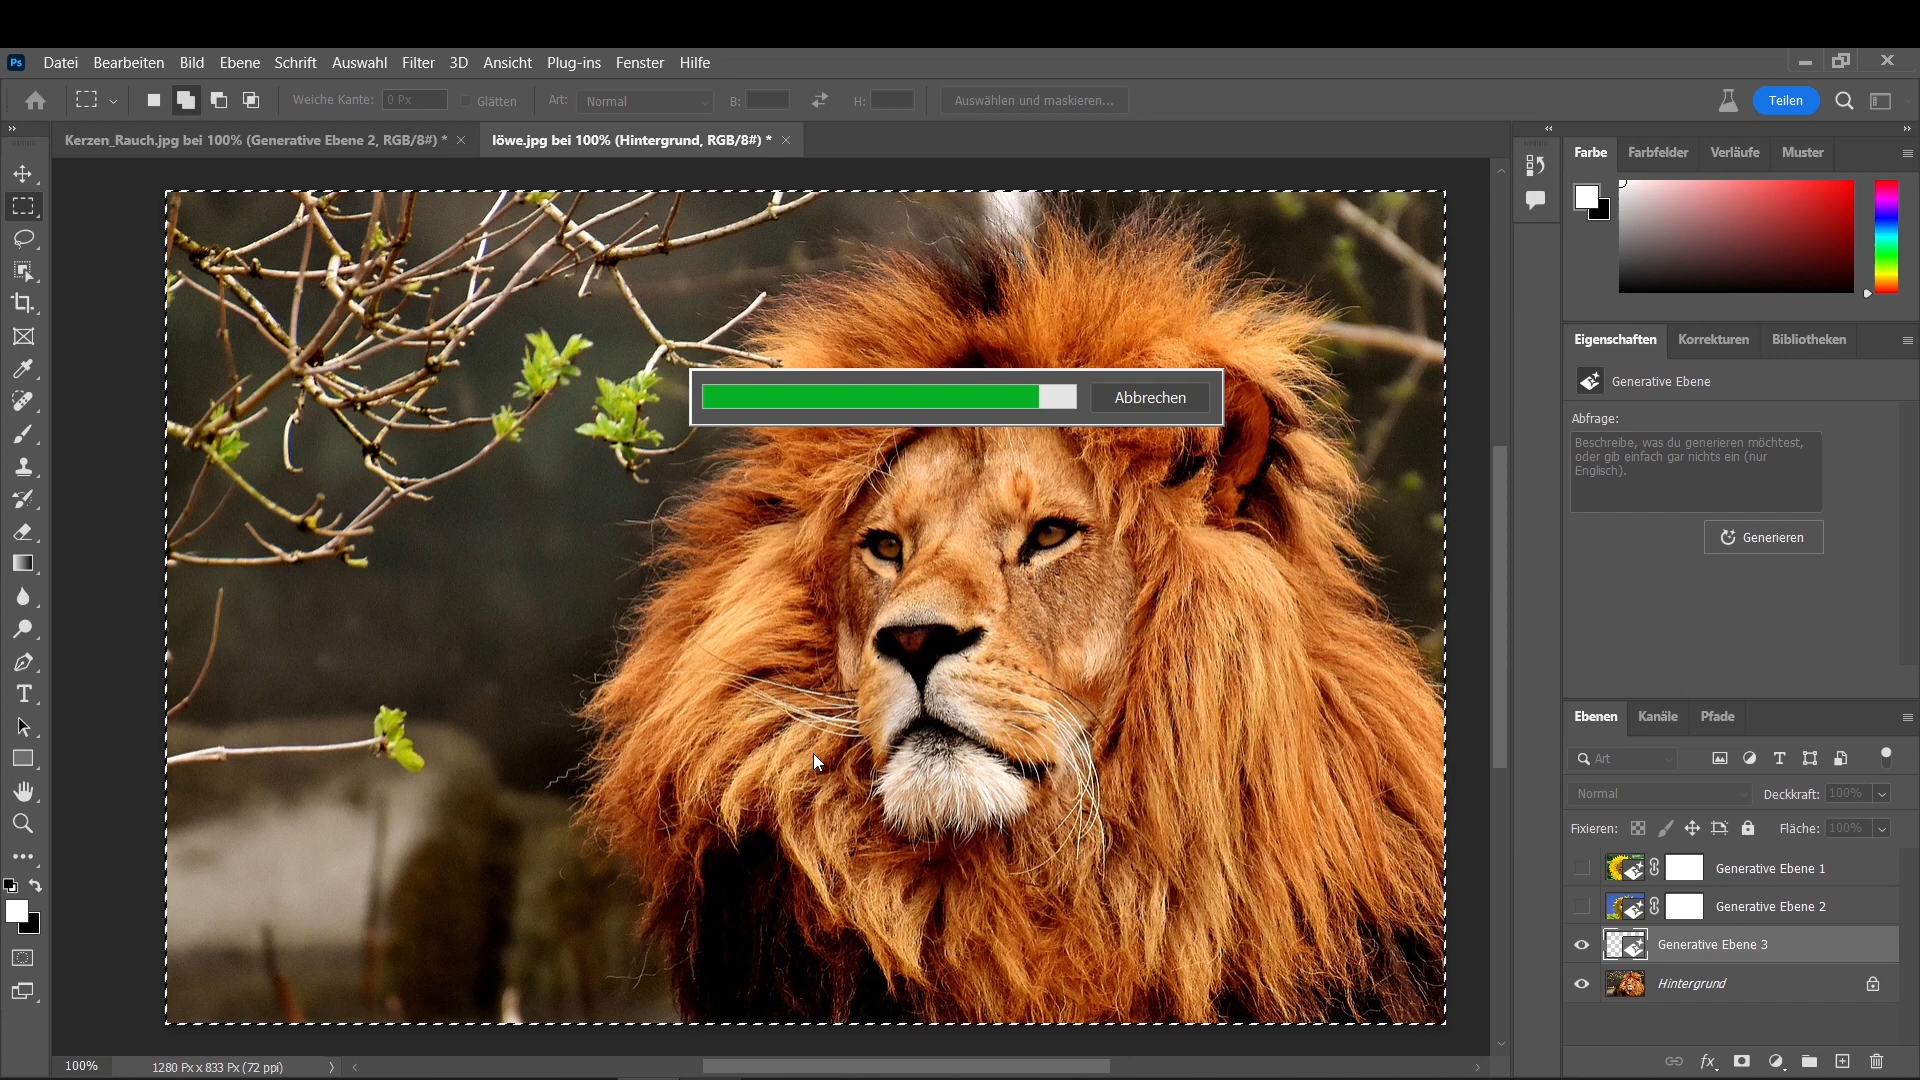 Ps Datei Bearbeiten Bild Ebene Schrift Auswahl Filter 3D Ansicht Plug-ins Fenster Hilfe
Weiche Kante: 0 Px Glätten Art: Normal B: H: Auswählen und maskieren... Teilen
Kerzen_Rauch.jpg bei 100% (Generative Ebene 2, RGB/8#) * löwe.jpg bei 100% (Hintergrund, RGB/8#) *
Farbe Farbfelder Verläufe Muster
Abbrechen
Eigenschaften Korrekturen Bibliotheken
Generative Ebene
Abfrage:
Beschreibe, was du generieren möchtest,
oder gib einfach gar nichts ein (nur
Englisch).
Generieren
Ebenen Kanäle Pfade
Art
Normal Deckkraft: 100%
Fixieren: Fläche: 100%
Generative Ebene 1
Generative Ebene 2
Generative Ebene 3
Hintergrund
fx
100% 1280 Px x 833 Px (72 ppi)